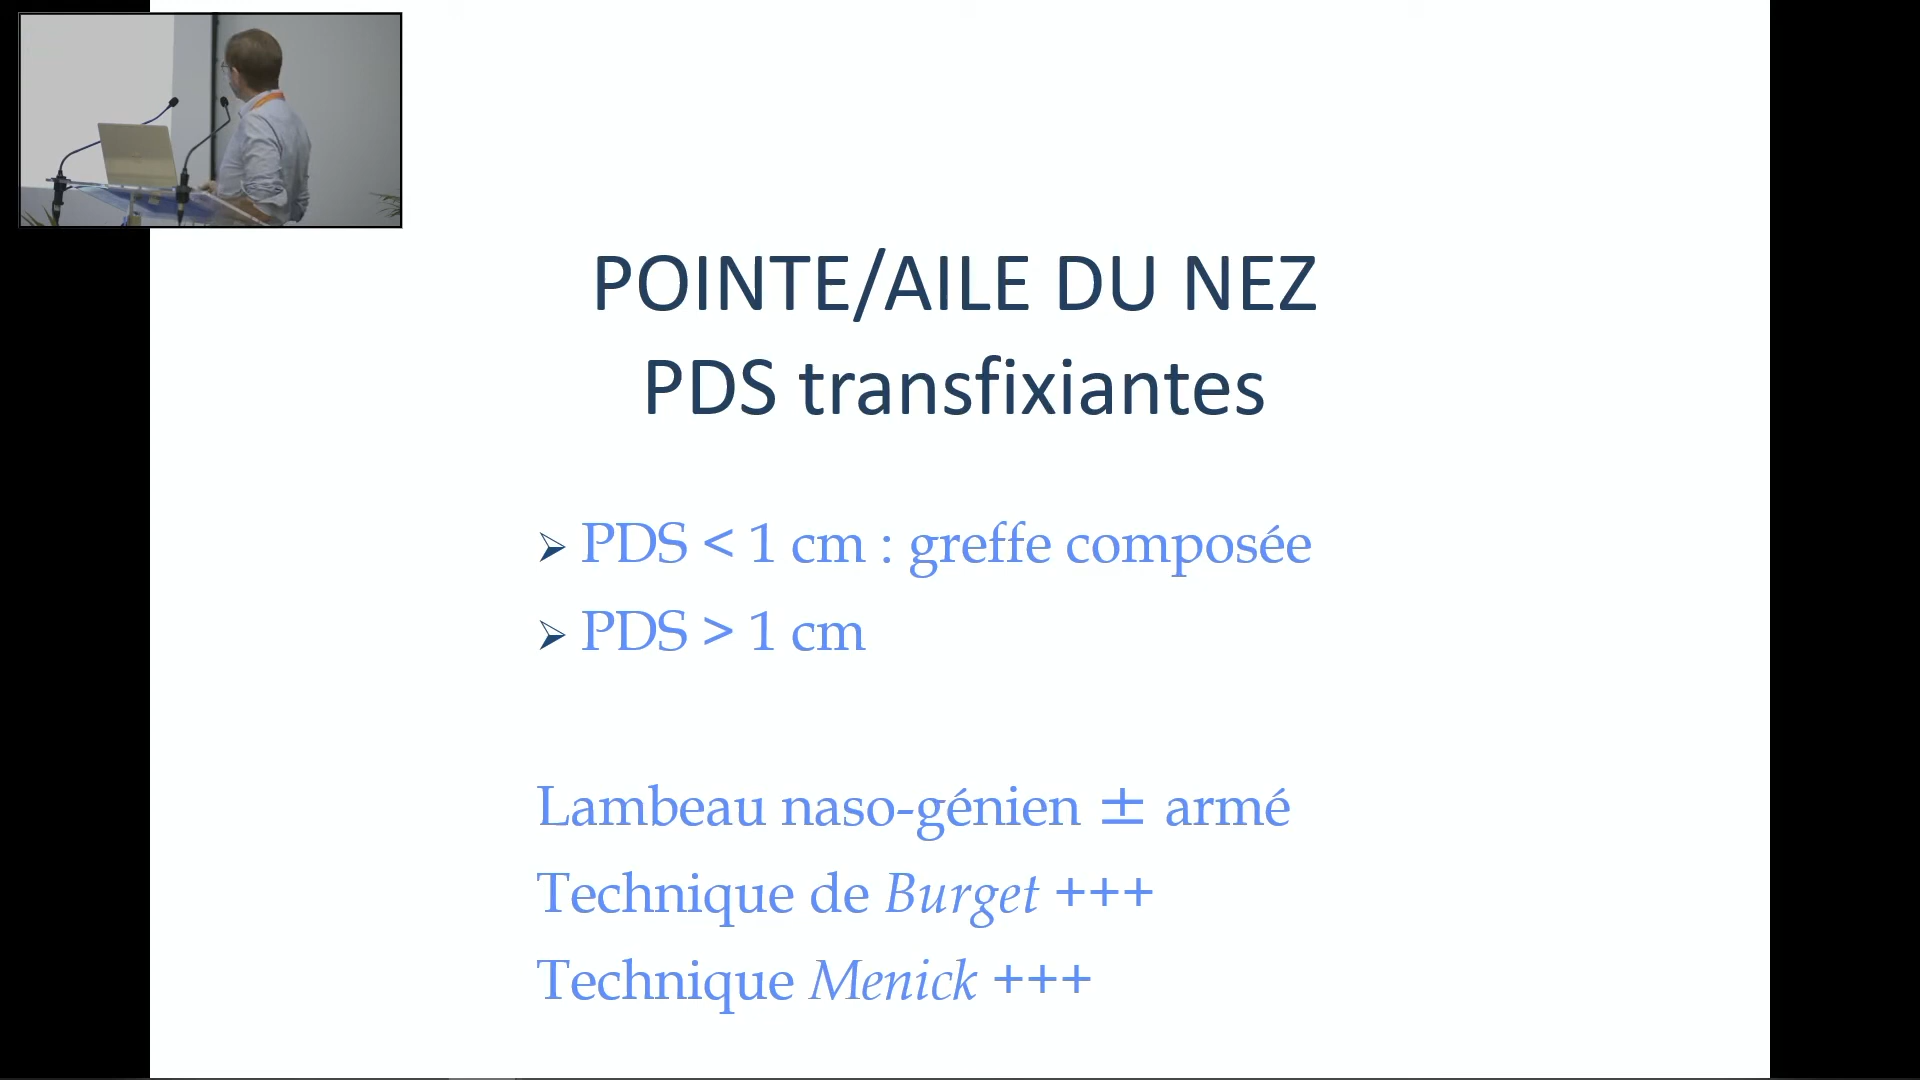 POINTE/AILE DU NEZ
PDS transfixiantes
➢ PDS < 1 cm : greffe composée
➢ PDS > 1 cm
Lambeau naso-génien ± armé
Technique de Burget +++
Technique Menick +++